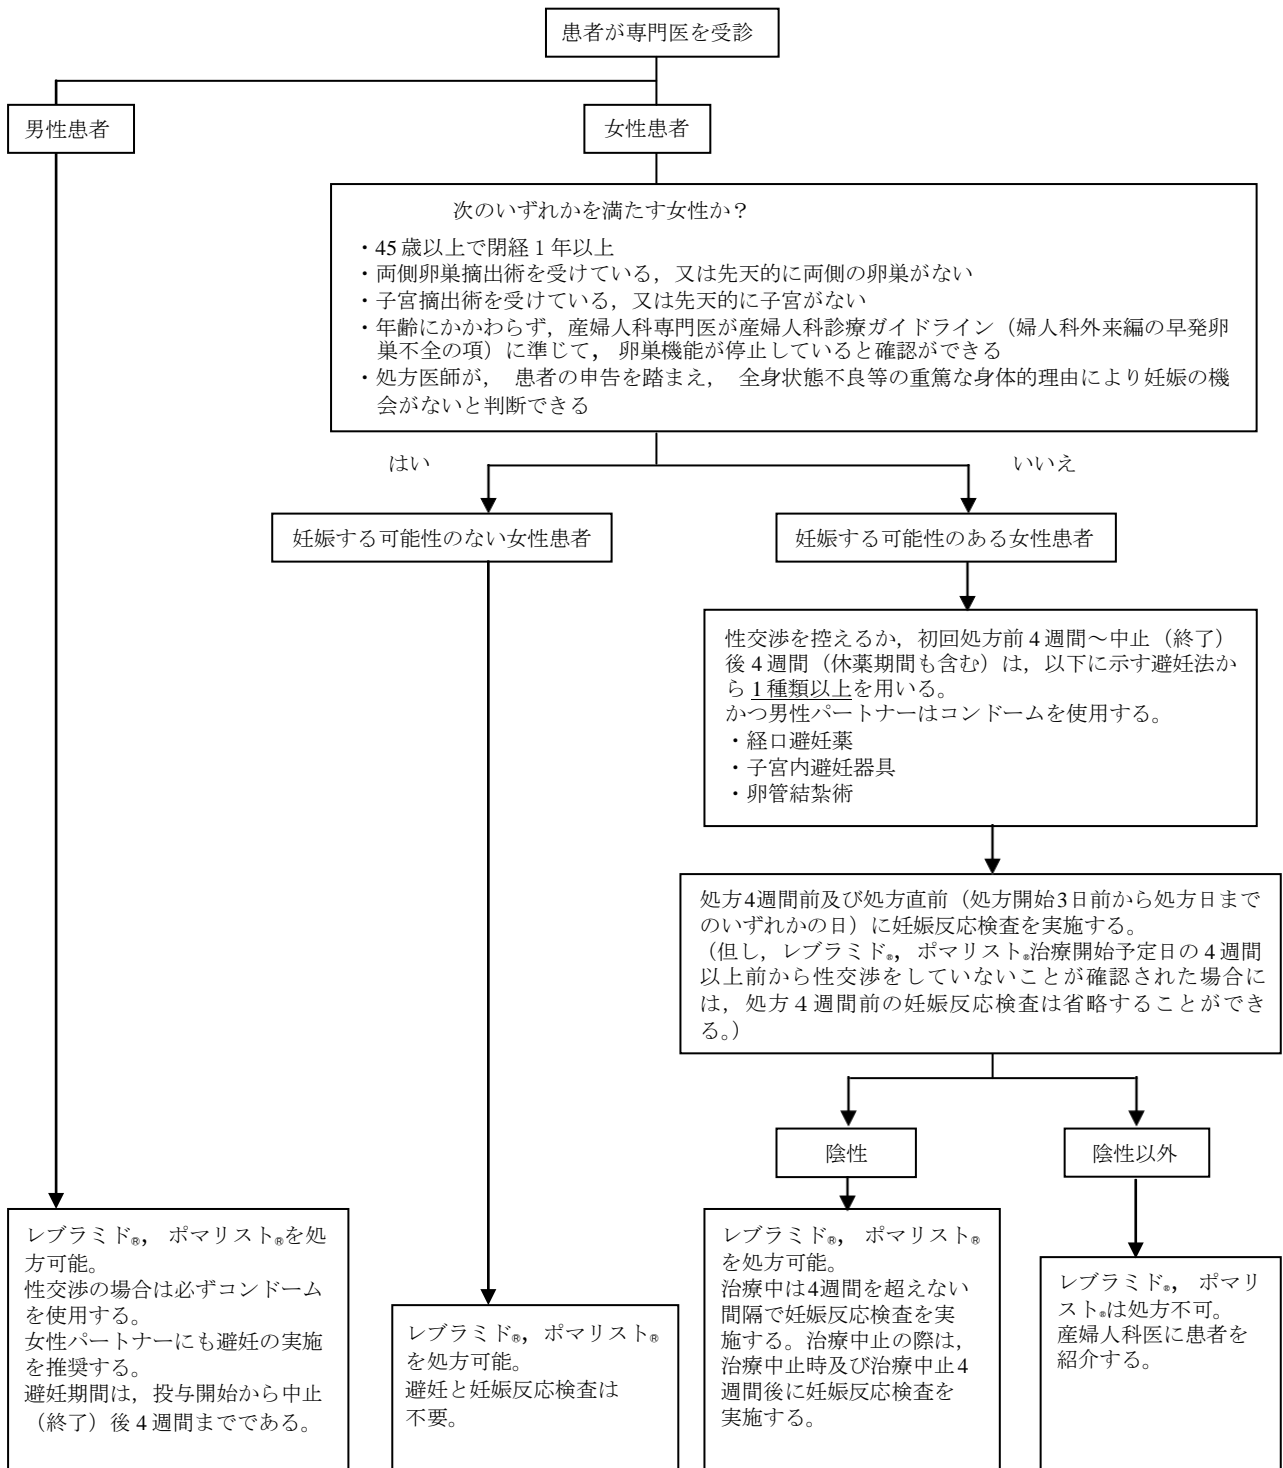 患者が専門医を受診
男性患者
女性患者
次のいずれかを満たす女性か？
・45 歳以上で閉経 1 年以上
・両側卵巣摘出術を受けている，又は先天的に両側の卵巣がない
・子宮摘出術を受けている，又は先天的に子宮がない
・年齢にかかわらず，産婦人科専門医が産婦人科診療ガイドライン（婦人科外来編の早発卵
巣不全の項）に準じて， 卵巣機能が停止していると確認ができる
・処方医師が， 患者の申告を踏まえ， 全身状態不良等の重篤な身体的理由により妊娠の機
会がないと判断できる
はい
いいえ
妊娠する可能性のない女性患者
妊娠する可能性のある女性患者
性交渉を控えるか，初回処方前 4 週間～中止（終了）
後 4 週間（休薬期間も含む）は，以下に示す避妊法か
ら 1 種類以上を用いる。
かつ男性パートナーはコンドームを使用する。
・経口避妊薬
・子宮内避妊器具
・卵管結紮術
処方4週間前及び処方直前（処方開始3日前から処方日まで
のいずれかの日）に妊娠反応検査を実施する。
（但し，レブラミド®，ポマリスト®治療開始予定日の 4 週間
以上前から性交渉をしていないことが確認された場合に
は，処方 4 週間前の妊娠反応検査は省略することができ
る。）
陰性
陰性以外
レブラミド®， ポマリスト®を処
方可能。
性交渉の場合は必ずコンドーム
を使用する。
女性パートナーにも避妊の実施
を推奨する。
避妊期間は，投与開始から中止
（終了）後 4 週間までである。
レブラミド®，ポマリスト®
を処方可能。
避妊と妊娠反応検査は
不要。
レブラミド®， ポマリスト®
を処方可能。
治療中は4週間を超えない
間隔で妊娠反応検査を実
施する。治療中止の際は，
治療中止時及び治療中止4
週間後に妊娠反応検査を
実施する。
レブラミド®， ポマリ
スト®は処方不可。
産婦人科医に患者を
紹介する。